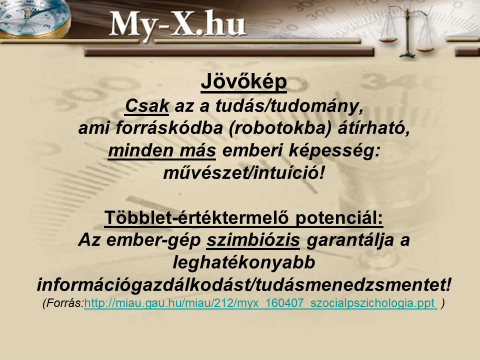 My-X.hu
Jövőkép
Csak az a tudás/tudomány,
ami forráskódba (robotokba) átírható,
minden más emberi képesség:
művészet/intuíció!
Többlet-értéktermelő potenciál:
Az ember-gép szimbiózis garantálja a
leghatékonyabb
információgazdálkodást/tudásmenedzsmentet!
(Forrás:http://miau.gau.hu/miau/212/myx_160407_szocialpszichologia.ppt )